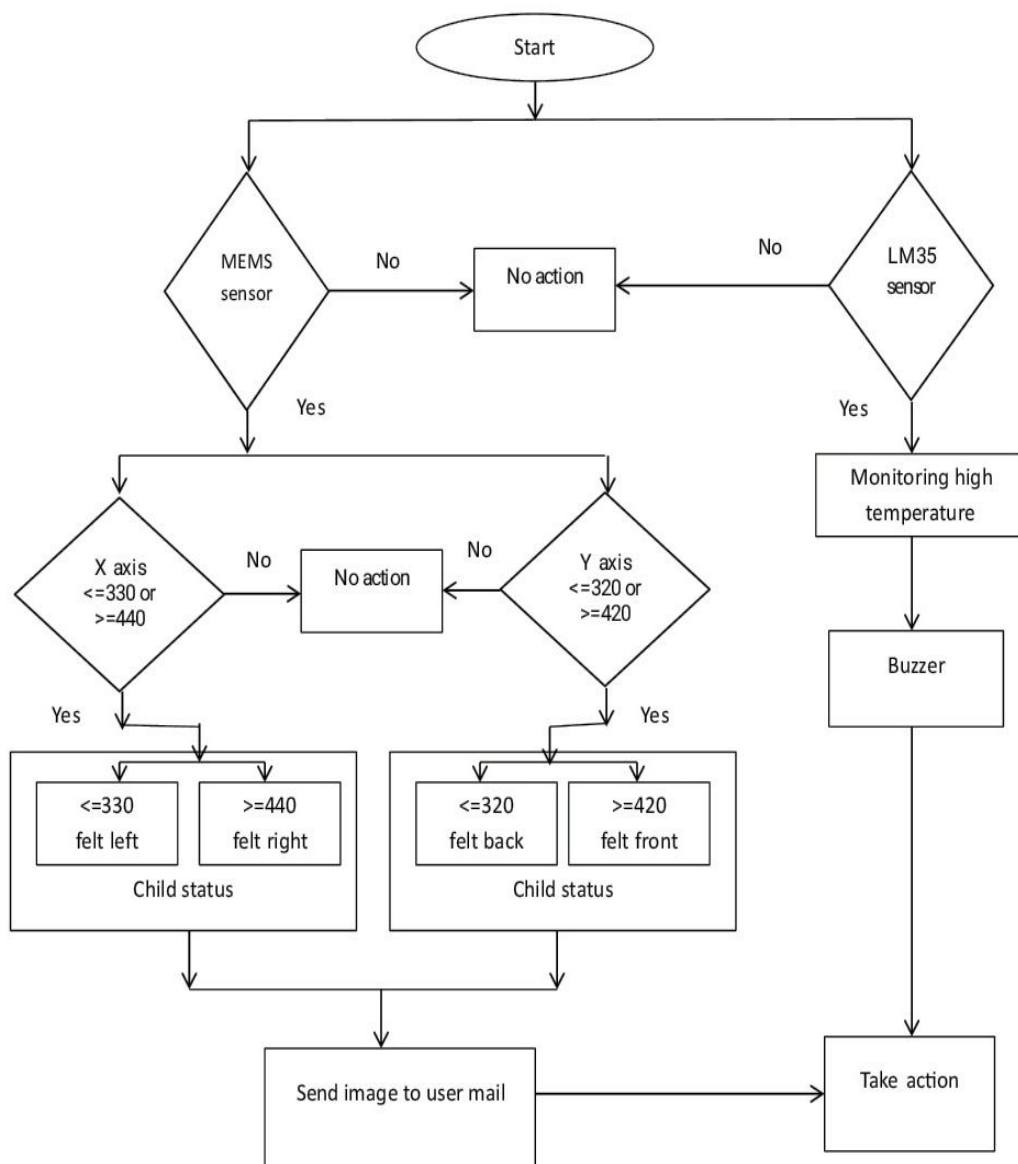 Start
MEMS
sensor
No
No action
No
LM35
sensor
Yes
Yes
Monitoring high
temperature
X axis
<=330 or
>=440
No
No action
No
Y axis
<=320 or
>=420
Buzzer
Yes
Yes
<=330
felt left
>=440
felt right
Child status
<=320
felt back
>=420
felt front
Child status
Send image to user mail
Take action